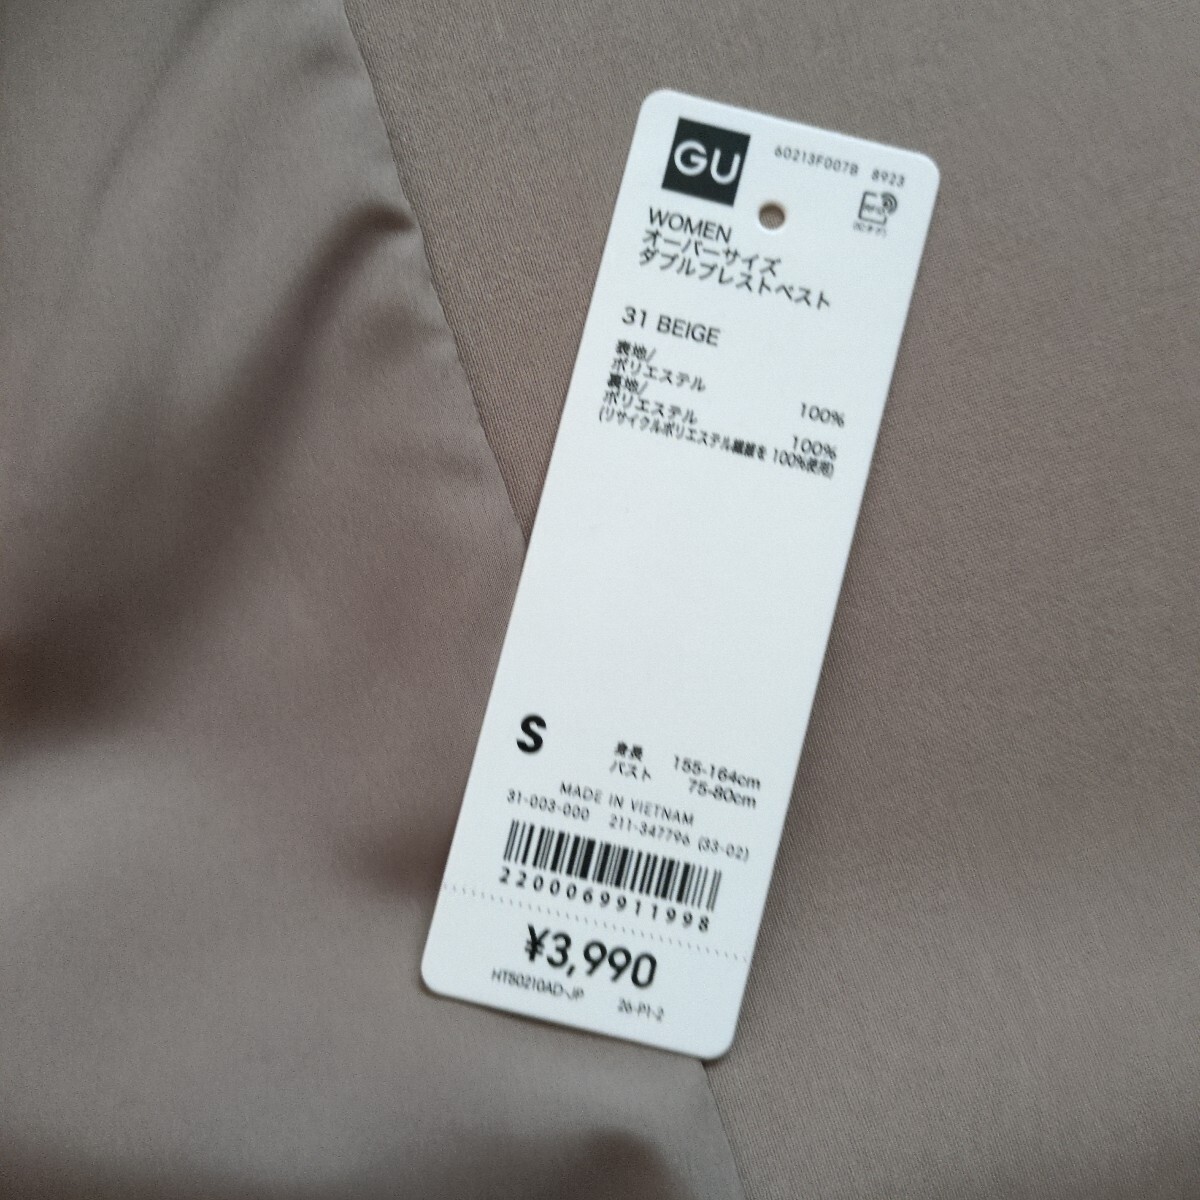 GU
60213F007B 8923
WOMEN
オーバーサイズ
ダブルブレストベスト
31 BEIGE
表地/
ポリエステル 100%
裏地/
ポリエステル 100%
(リサイクルポリエステル繊維を 100%使用)
S
身長 155-164cm
バスト 75-80cm
MADE IN VIETNAM
31-003-000 211-347796 (33-02)
2200069911998
¥3,990
HTS0210AD-JP 26-P1-2